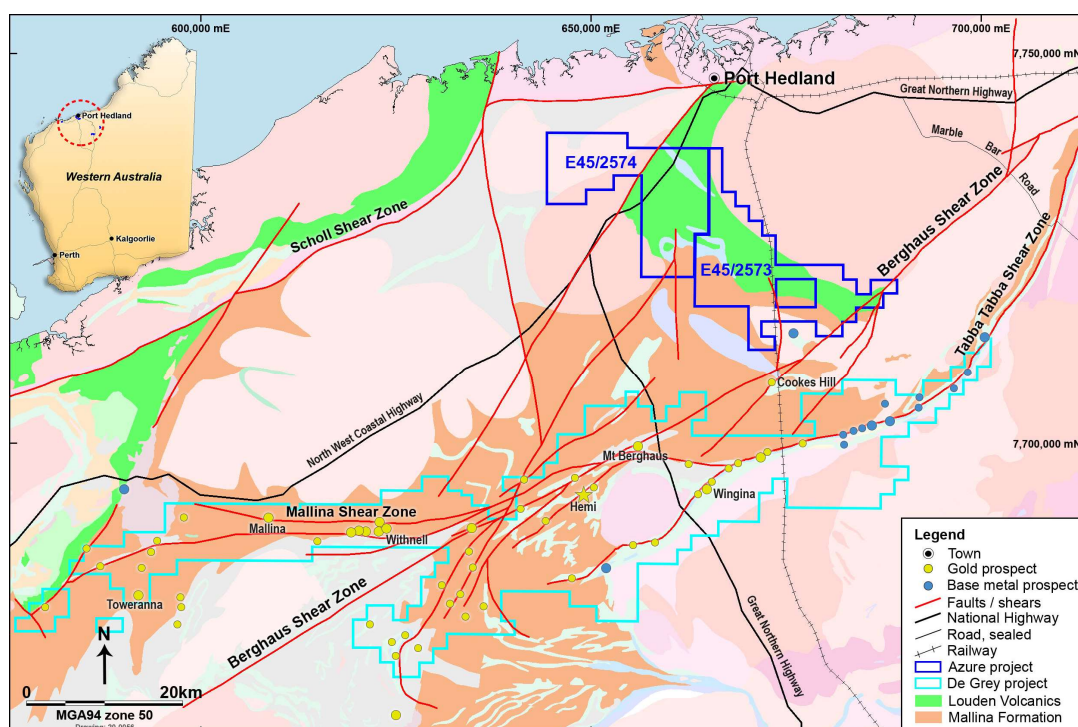 600,000 mE
650,000 mE
700,000 mE
7,750,000 mN
Port Hedland
Great Northern Highway
Port Hedland
Marble
Bar
Road
E45/2574
Western Australia
Scholl Shear Zone
Berghaus Shear Zone
Kalgoorlie
Perth
E45/2573
Tabba Tabba Shear Zone
Cookes Hill
North West Coastal Highway
7,700,000 mN
Mt Berghaus
Wingina
Hemi
Mallina Shear Zone
Mallina
Withnell
Toweranna
Berghaus Shear Zone
Great Northern Highway
N
0 20km
MGA94 zone 50
Legend
Town
Gold prospect
Base metal prospect
Faults / shears
National Highway
Road, sealed
Railway
Azure project
De Grey project
Louden Volcanics
Mallina Formation